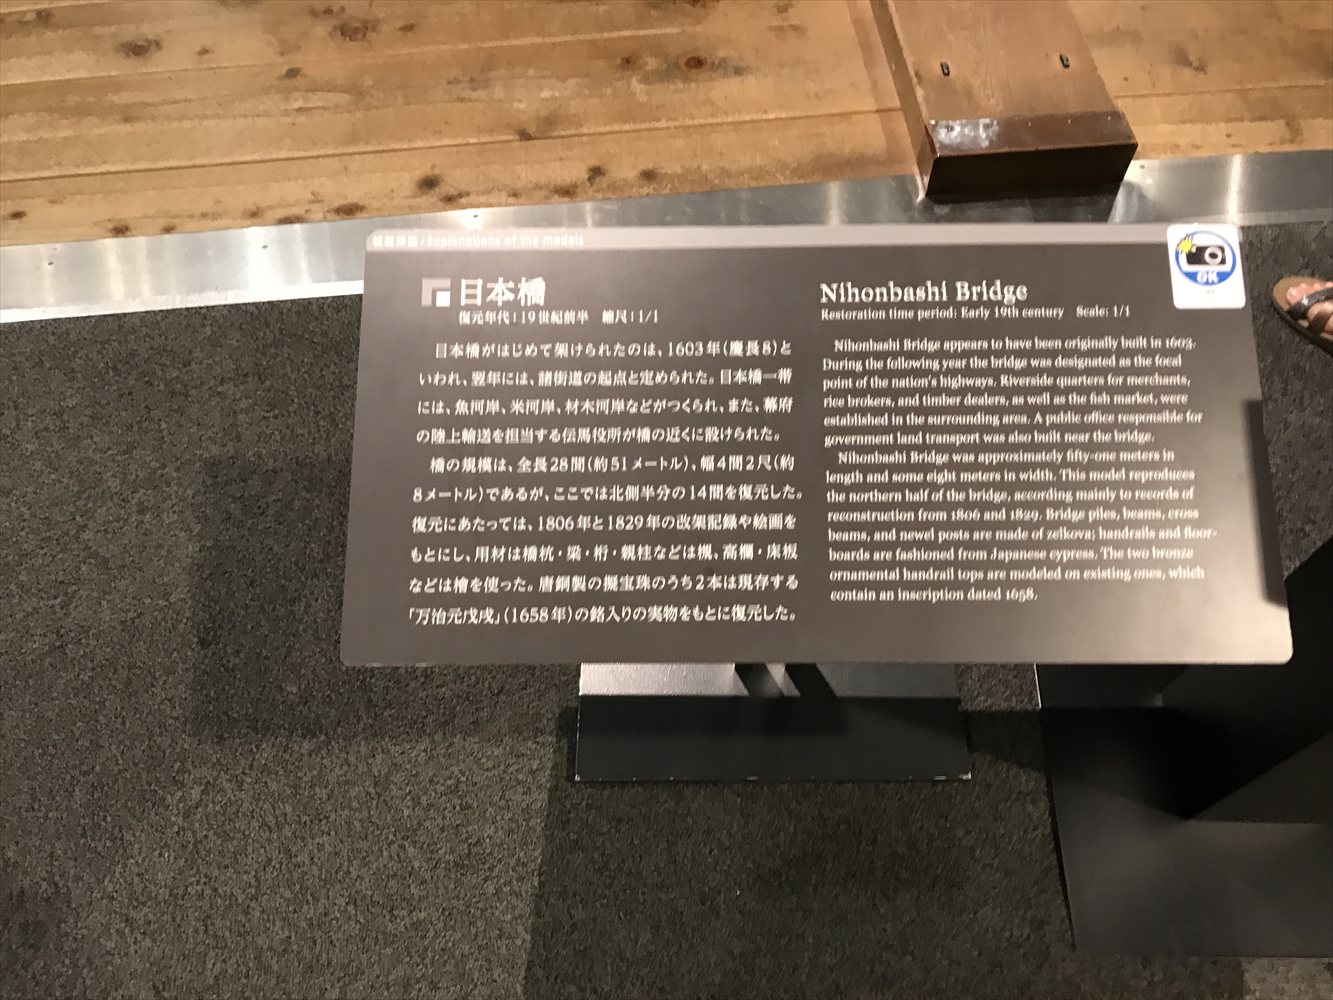 模型解説/Explanations of the models
日本橋
復元年代:19世紀前半 縮尺:1/1
日本橋がはじめて架けられたのは、1603年(慶長8)と
いわれ、翌年には、諸街道の起点と定められた。日本橋一帯
には、魚河岸、米河岸、材木河岸などがつくられ、また、幕府
の陸上輸送を担当する伝馬役所が橋の近くに設けられた。
橋の規模は、全長28間(約51メートル)、幅4間2尺(約
8メートル)であるが、ここでは北側半分の14間を復元した。
復元にあたっては、1806年と1829年の改架記録や絵画を
もとにし、用材は橋杭・梁・桁・親柱などは槻、高欄・床板
などは檜を使った。唐銅製の擬宝珠のうち2本は現存する
「万治元戊戌」(1658年)の銘入りの実物をもとに復元した。
Nihonbashi Bridge
Restoration time period: Early 19th century Scale: 1/1
Nihonbashi Bridge appears to have been originally built in 1603.
During the following year the bridge was designated as the focal
point of the nation's highways. Riverside quarters for merchants,
rice brokers, and timber dealers, as well as the fish market, were
established in the surrounding area. A public office responsible for
government land transport was also built near the bridge.
Nihonbashi Bridge was approximately fifty-one meters in
length and some eight meters in width. This model reproduces
the northern half of the bridge, according mainly to records of
reconstruction from 1806 and 1829. Bridge piles, beams, cross
beams, and newel posts are made of zelkova; handrails and floor-
boards are fashioned from Japanese cypress. The two bronze
ornamental handrail tops are modeled on existing ones, which
contain an inscription dated 1658.
OK